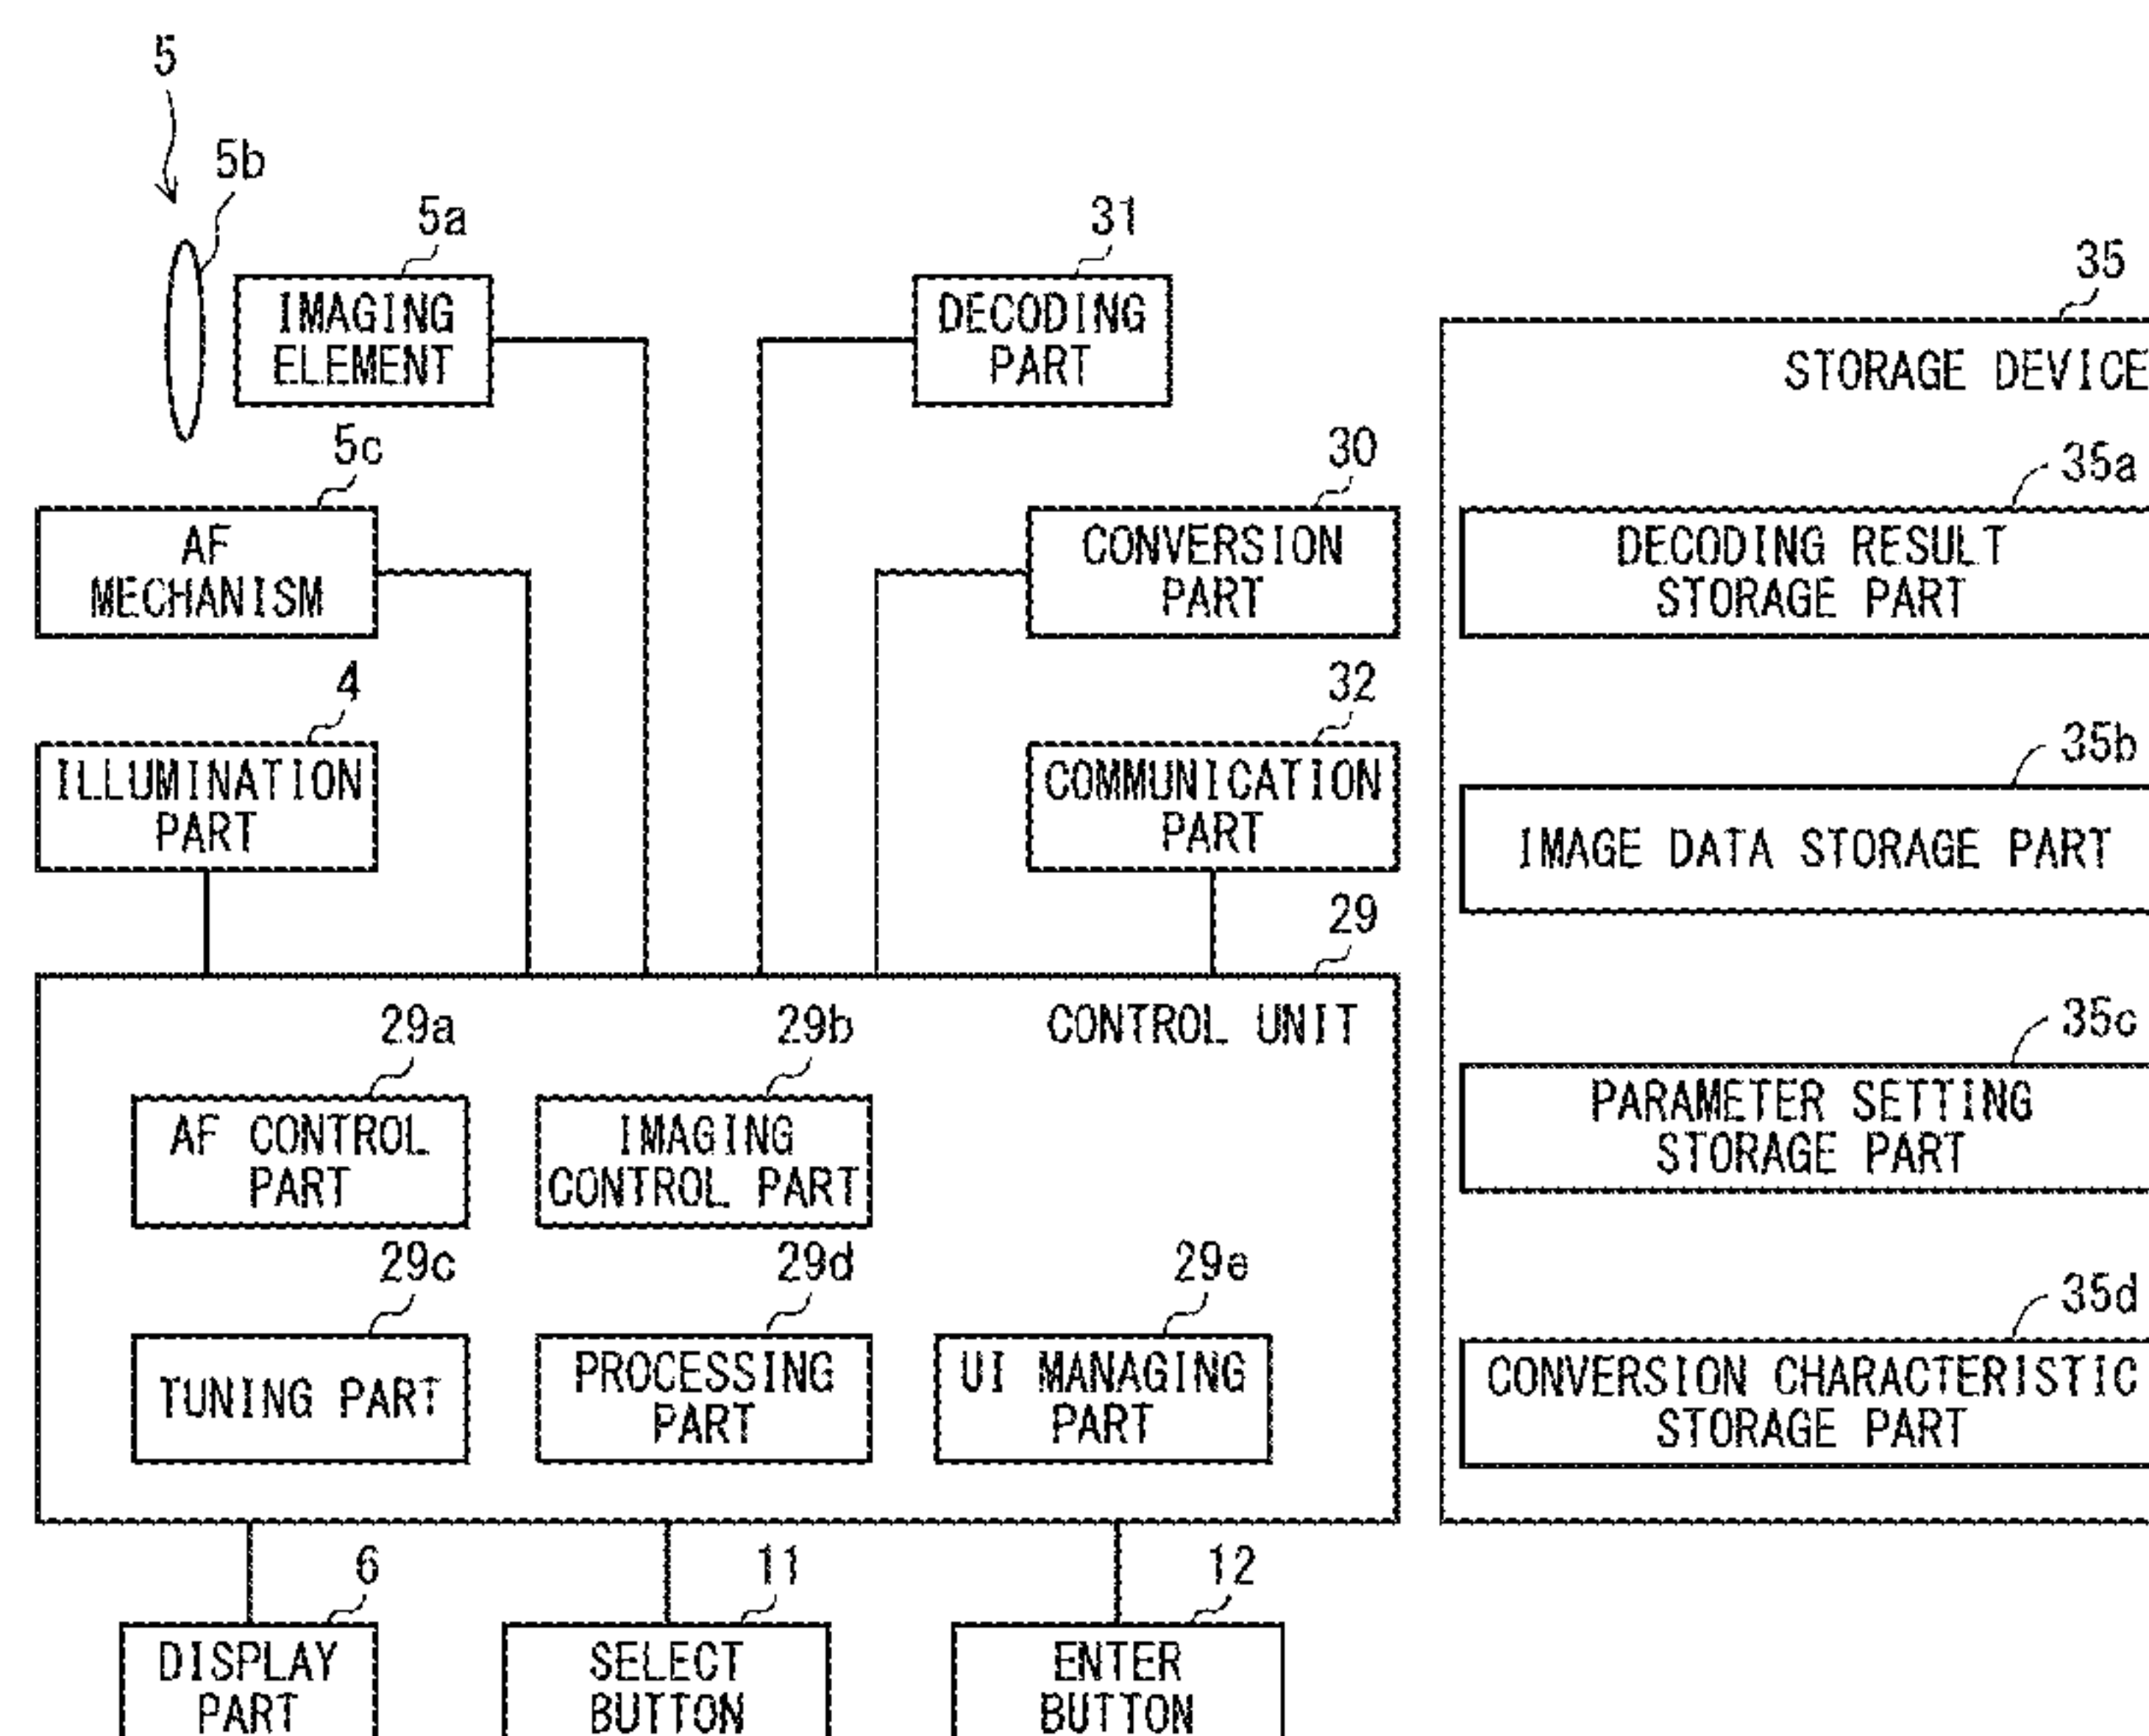 5
5b
5a
31
35
IMAGING
ELEMENT
DECODING
PART
STORAGE DEVICE
5c
30
35a
AF
MECHANISM
CONVERSION
PART
DECODING RESULT
STORAGE PART
4
32
35b
ILLUMINATION
PART
COMMUNICATION
PART
IMAGE DATA STORAGE PART
29
CONTROL UNIT
29a
29b
35c
AF CONTROL
PART
IMAGING
CONTROL PART
PARAMETER SETTING
STORAGE PART
29c
29d
29e
35d
TUNING PART
PROCESSING
PART
UI MANAGING
PART
CONVERSION CHARACTERISTIC
STORAGE PART
6
11
12
DISPLAY
PART
SELECT
BUTTON
ENTER
BUTTON